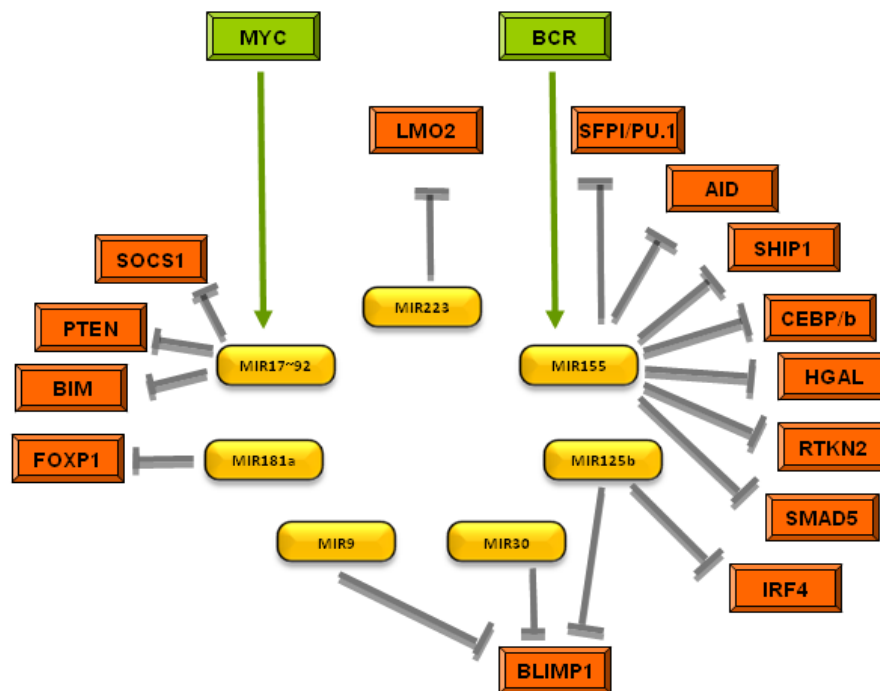 MYC
BCR
LMO2
SFPI/PU.1
AID
SHIP1
SOCS1
MIR223
CEBP/b
PTEN
MIR17~92
MIR155
HGAL
BIM
FOXP1
MIR181a
MIR125b
RTKN2
SMAD5
MIR9
MIR30
IRF4
BLIMP1